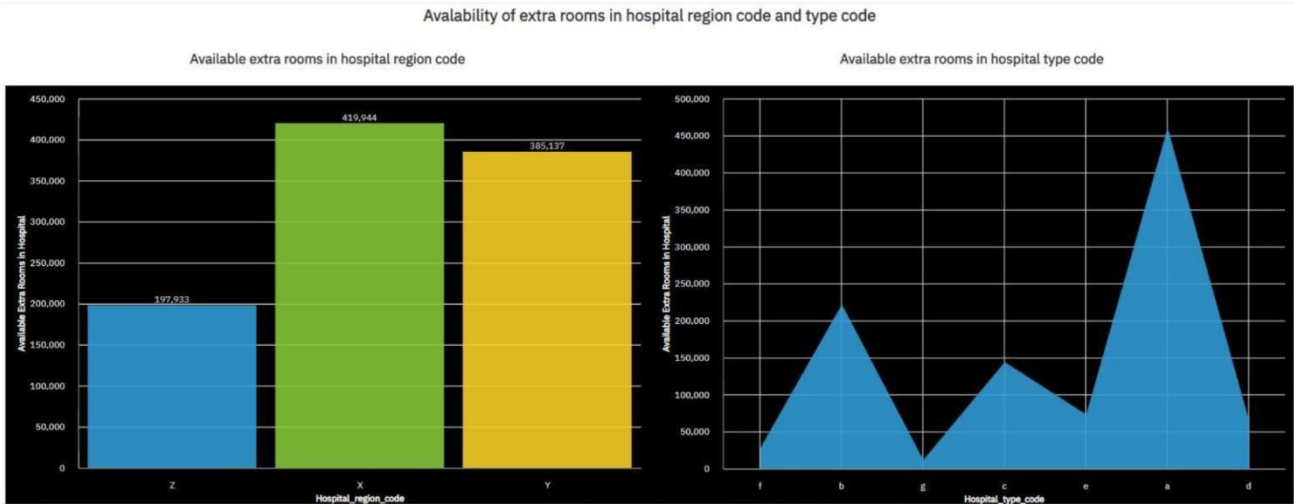 Avalability of extra rooms in hospital region code and type code
Available extra rooms in hospital region code
450,000
400,000
350,000
300,000
250,000
200,000
150,000
100,000
50,000
0
Available Extra Rooms in Hospital
197,933
419,944
385,137
Z X Y
Hospital_region_code
Available extra rooms in hospital type code
500,000
450,000
400,000
350,000
300,000
250,000
200,000
150,000
100,000
50,000
0
Available Extra Rooms in Hospital
f b g c e a d
Hospital_type_code